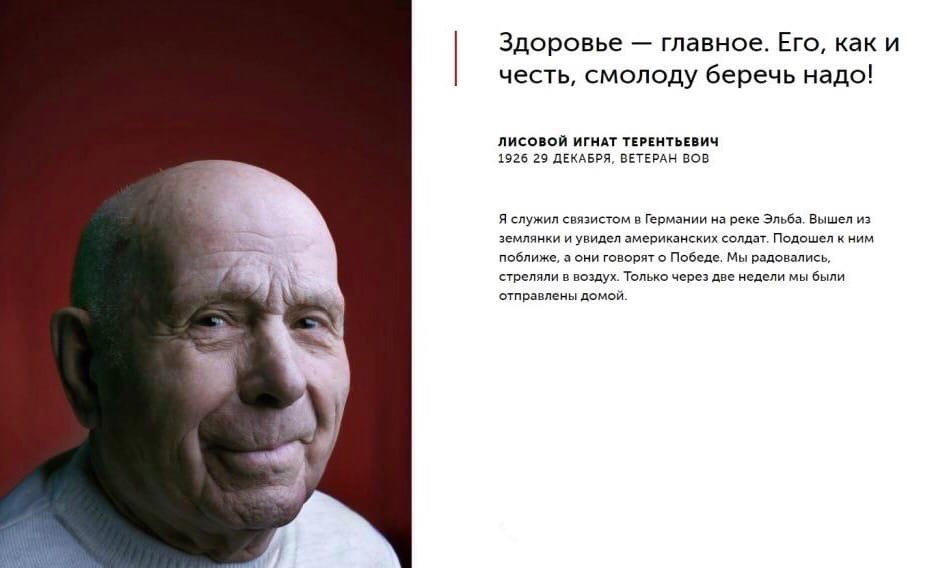 Здоровье — главное. Его, как и
честь, смолоду беречь надо!
ЛИСОВОЙ ИГНАТ ТЕРЕНТЬЕВИЧ
1926 29 ДЕКАБРЯ, ВЕТЕРАН ВОВ
Я служил связистом в Германии на реке Эльба. Вышел из
землянки и увидел американских солдат. Подошел к ним
поближе, а они говорят о Победе. Мы радовались,
стреляли в воздух. Только через две недели мы были
отправлены домой.